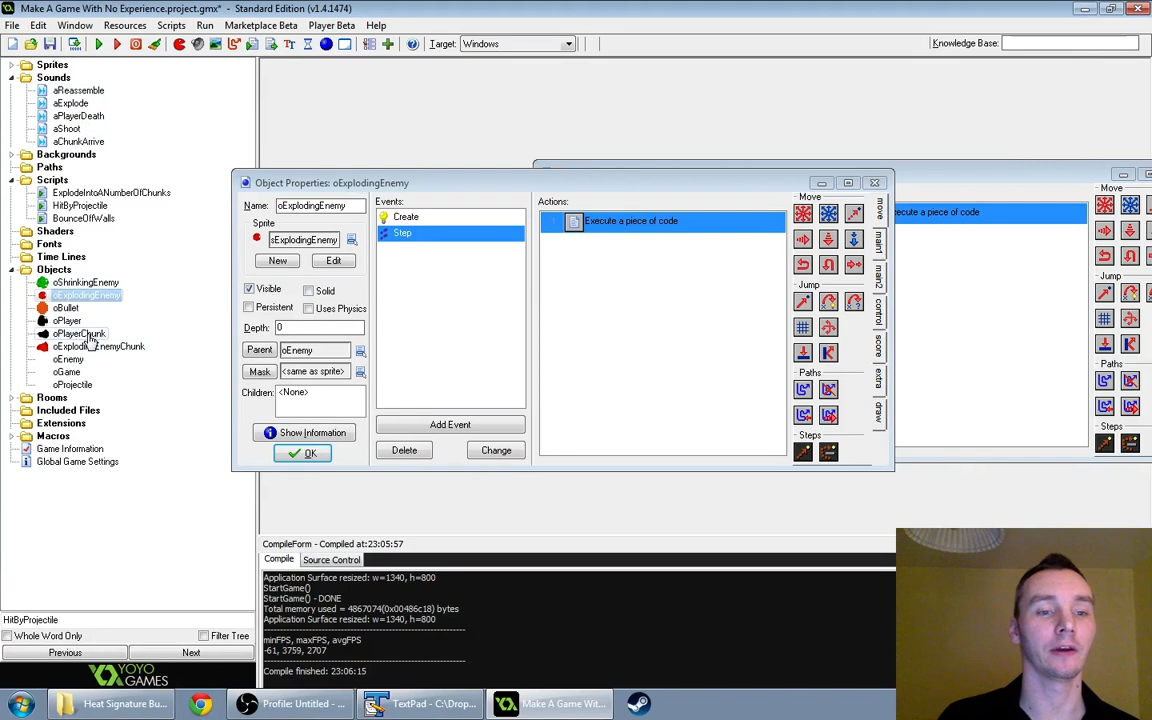 Make A Game With No Experience.project.gmx* - Studio (v1.4.1474) Standard Edition
File Edit Window Resources Scripts Run Marketplace Beta Player Beta Help
Target: Windows
Knowledge Base:
Sprites
Sounds
aReassemble
aExplode
aPlayerDeath
aShoot
aChunkArrive
Backgrounds
Paths
Scripts
ExplodeIntoANumberOfChunks
HitByProjectile
BounceOffWalls
Shaders
Fonts
Time Lines
Objects
oShrinkingEnemy
oExplodingEnemy
oBullet
oPlayer
oPlayerChunk
oExplodingEnemyChunk
oEnemy
oGame
oProjectile
Rooms
Included Files
Extensions
Macros
Game Information
Global Game Settings
HitByProjectile
Whole Word Only Filter Tree
Previous Next
YOYO
GAMES
Object Properties: oExplodingEnemy
Name: oExplodingEnemy
Sprite
sExplodingEnemy
New Edit
Visible Solid
Persistent Uses Physics
Depth: 0
Parent oEnemy
Mask <same as sprite>
Children: <None>
Show Information
OK
Events:
Create
Step
Add Event
Delete Change
Actions:
Execute a piece of code
Move
Jump
Paths
Steps
move
main1
main2
control
score
extra
draw
ecute a piece of code
Move
Jump
Paths
Steps
CompileForm - Compiled at:23:05:57
Compile Source Control
Application Surface resized: w=1340, h=800
StartGame()
StartGame() - DONE
Total memory used = 4867074(0x00486c18) bytes
Application Surface resized: w=1340, h=800
minFPS, maxFPS, avgFPS
-61, 3759, 2707
Compile finished: 23:06:15
Heat Signature Bu...
Profile: Untitled - ...
TextPad - C:\Drop...
Make A Game Wit...